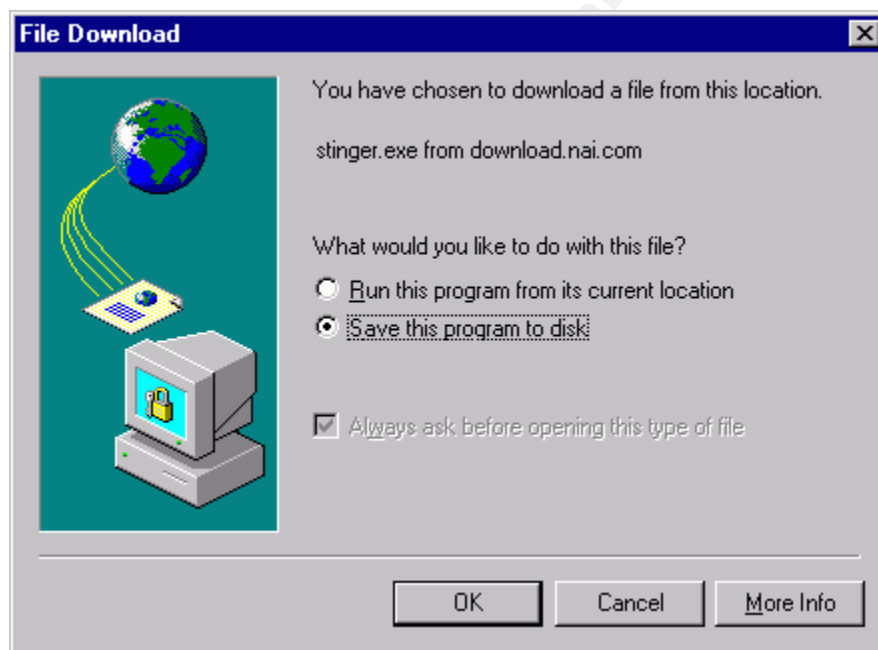 File Download
You have chosen to download a file from this location.
stinger.exe from download.nai.com
What would you like to do with this file?
Run this program from its current location
Save this program to disk
Always ask before opening this type of file
OK
Cancel
More Info